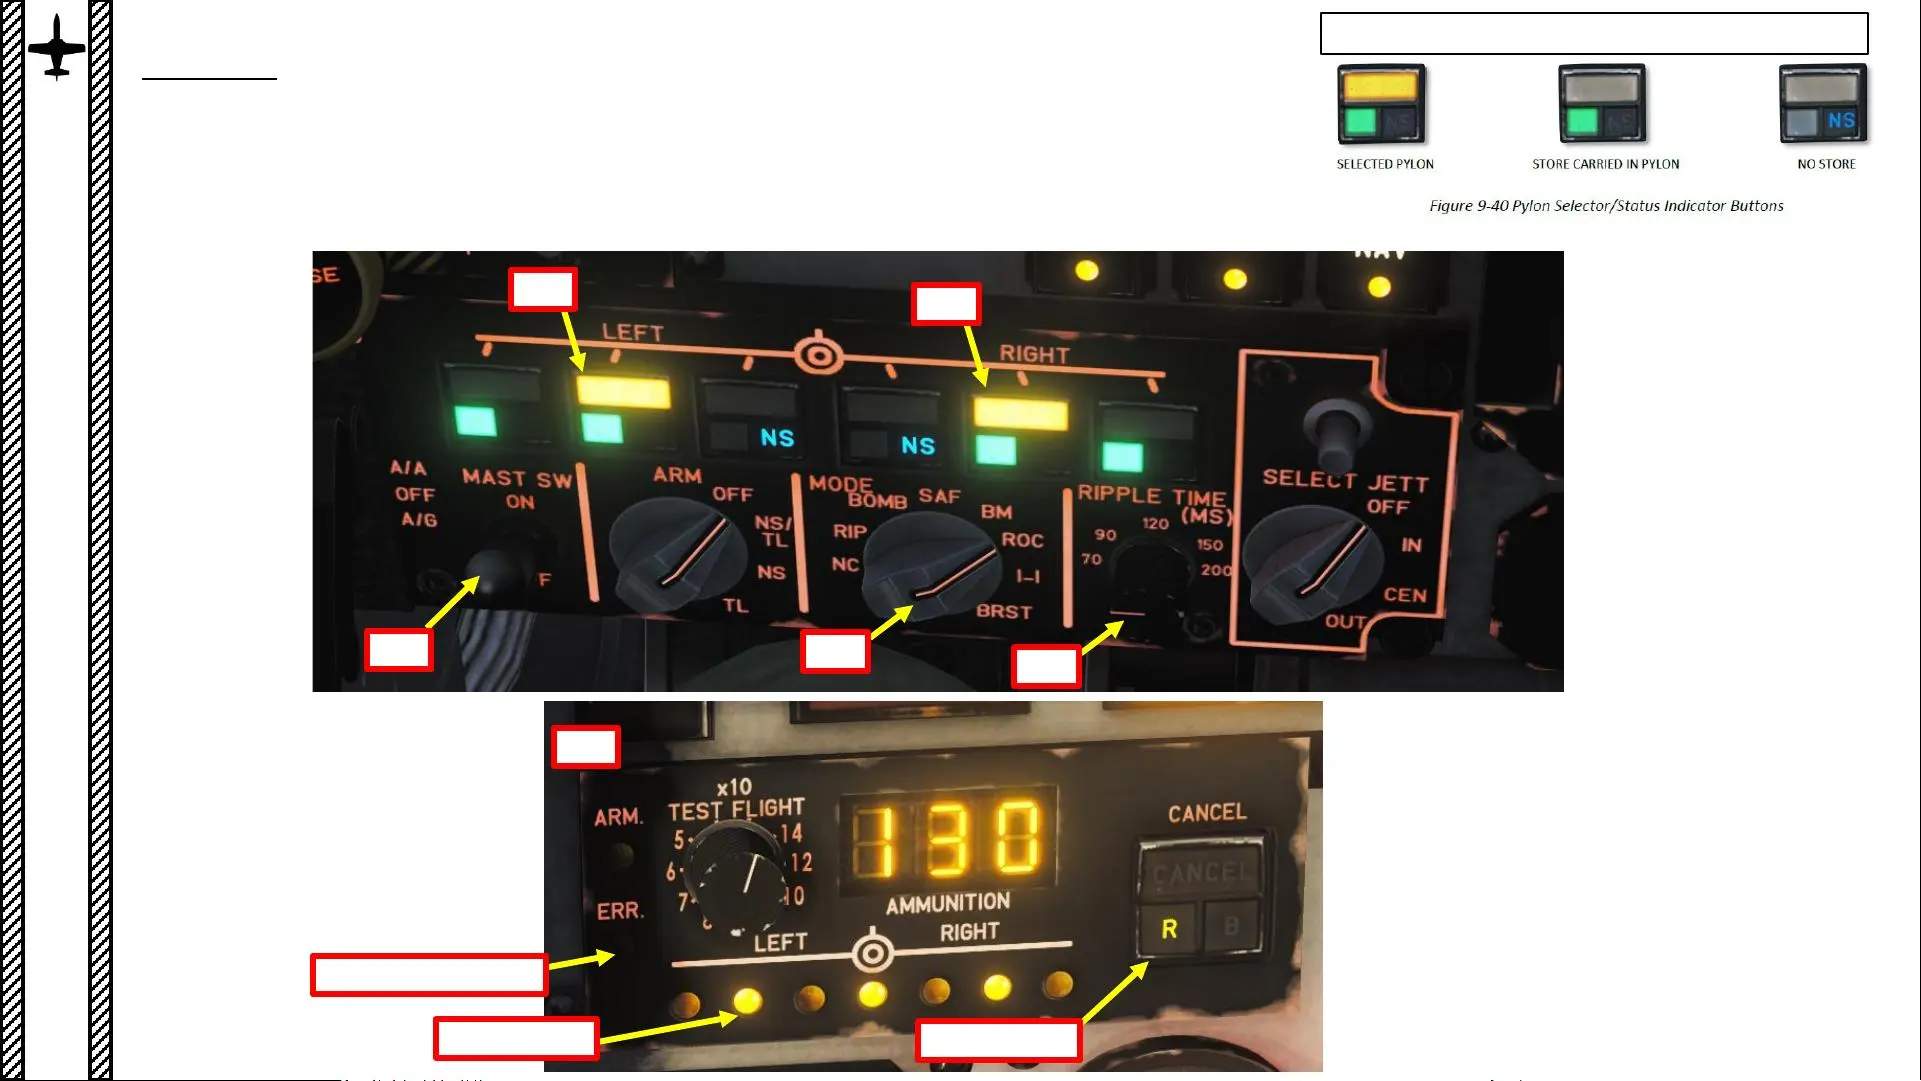 NS
SELECTED PYLON
STORE CARRIED IN PYLON
NO STORE
Figure 9-40 Pylon Selector/Status Indicator Buttons
SE
NAV
LEFT
RIGHT
NS
NS
A/A
OFF
A/G
MAST SW
ON
F
ARM
OFF
NS/
TL
NS
TL
MODE
BOMB
SAF
BM
RIP
ROC
NC
I-I
BRST
RIPPLE TIME
(MS)
120
90
150
70
200
SELECT JETT
OFF
IN
CEN
OUT
x10
TEST FLIGHT
ARM.
5
14
6
12
7
10
ERR.
130
AMMUNITION
LEFT
RIGHT
CANCEL
CANCEL
R
B